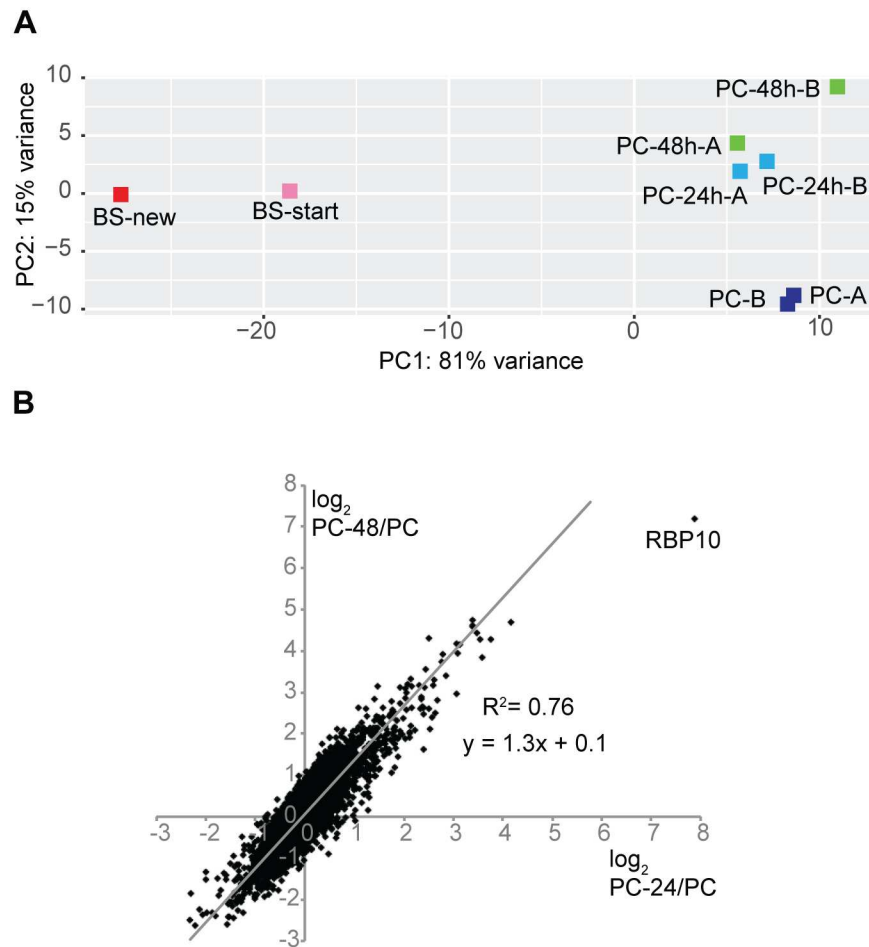 A
10
5
0
−5
−10
PC2: 15% variance
PC-48h-B
PC-48h-A
PC-24h-A
PC-24h-B
BS-new
BS-start
PC-B
PC-A
−20
−10
0
10
PC1: 81% variance
B
8
7
6
5
4
3
2
1
0
-1
-2
-3
log₂
PC-48/PC
RBP10
R²= 0.76
y = 1.3x + 0.1
-3
-2
-1
0
1
2
3
4
5
6
7
8
log₂
PC-24/PC